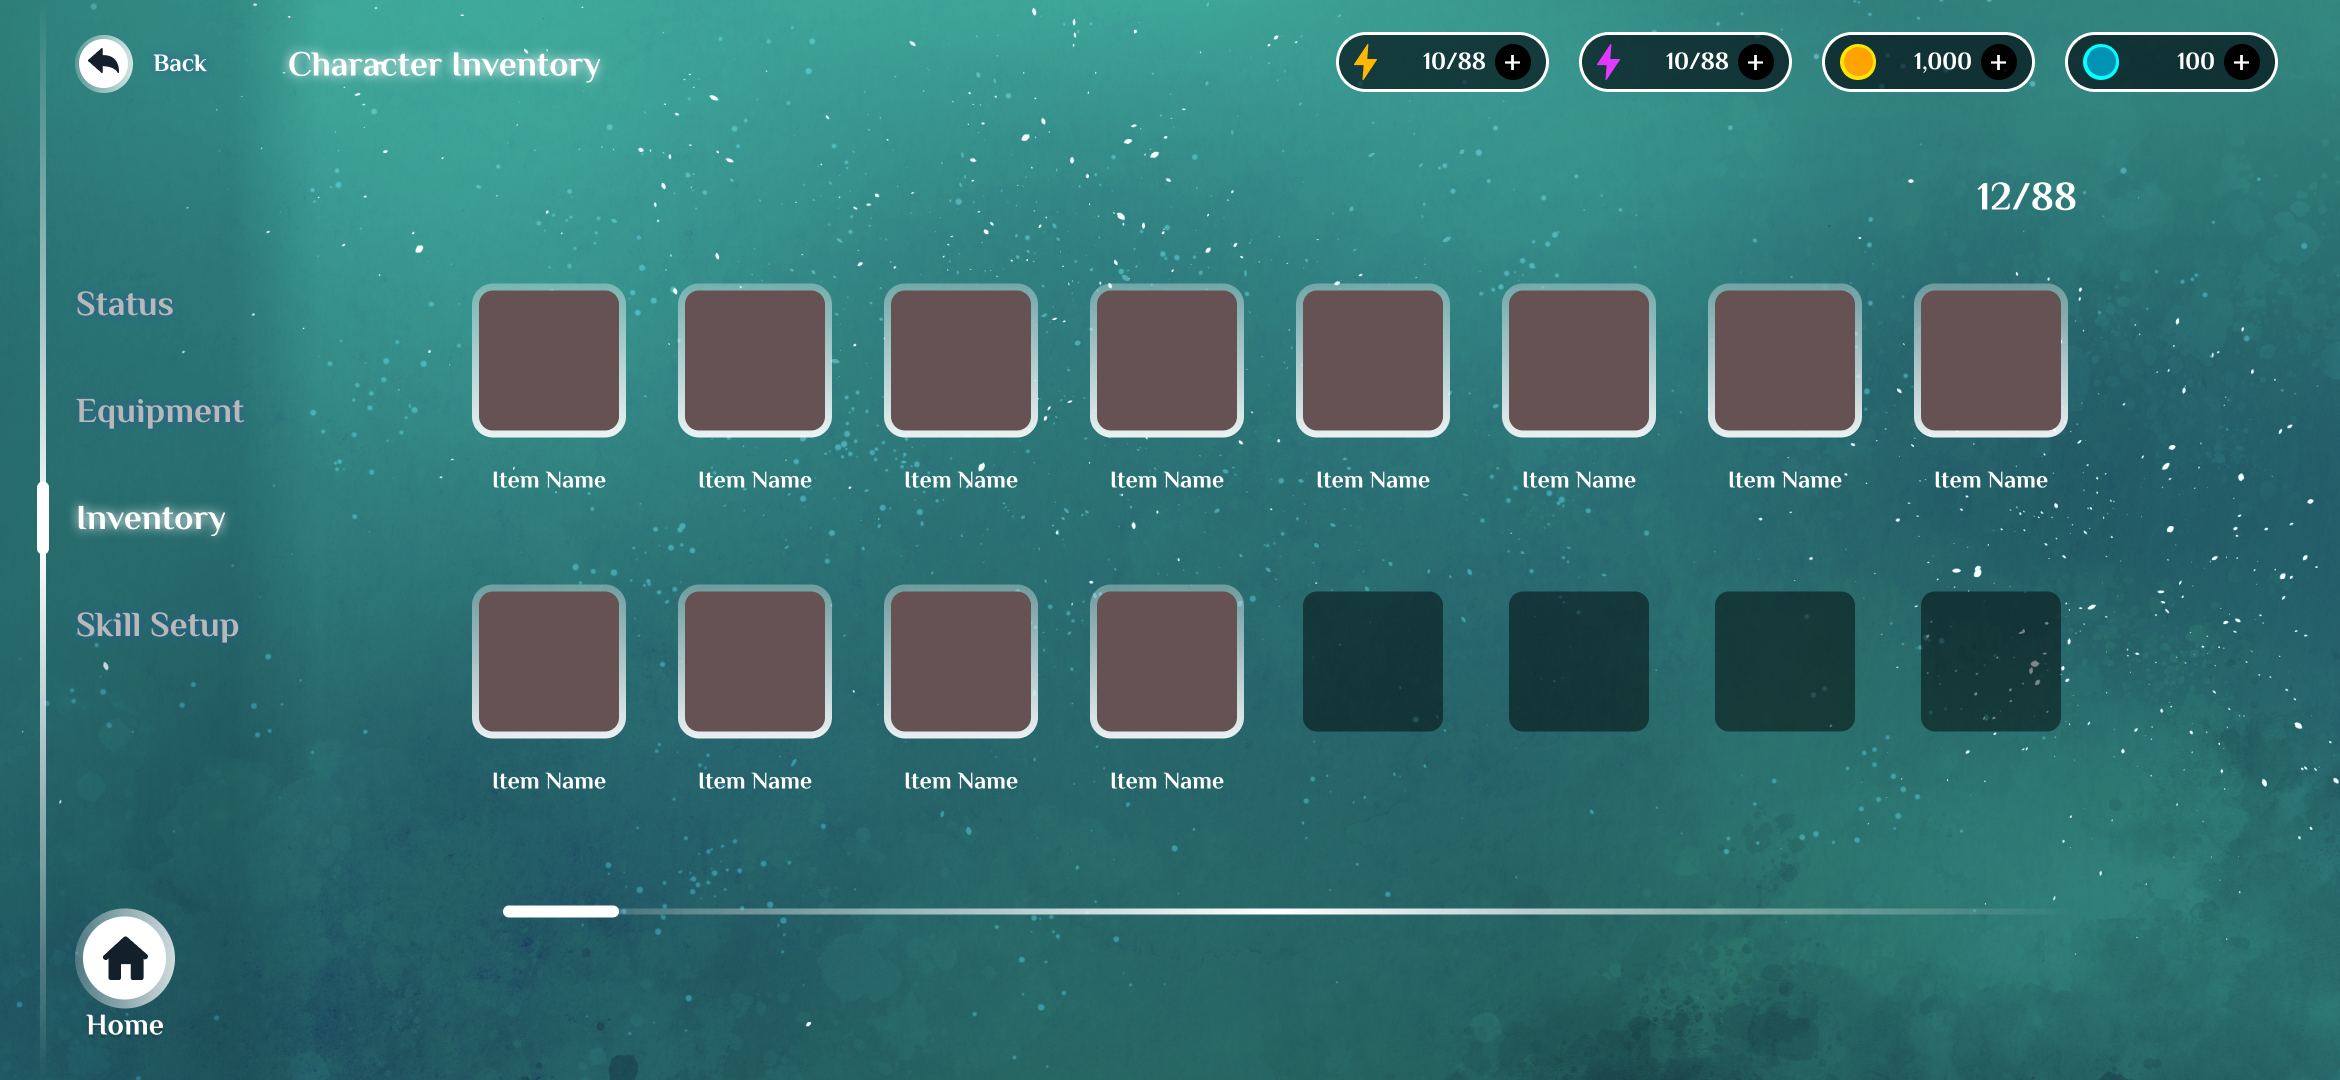 Back
Character Inventory
10/88 +
10/88 +
1,000 +
100 +
12/88
Status
Equipment
Inventory
Skill Setup
Item Name Item Name Item Name Item Name Item Name Item Name Item Name Item Name
Item Name Item Name Item Name Item Name
Home